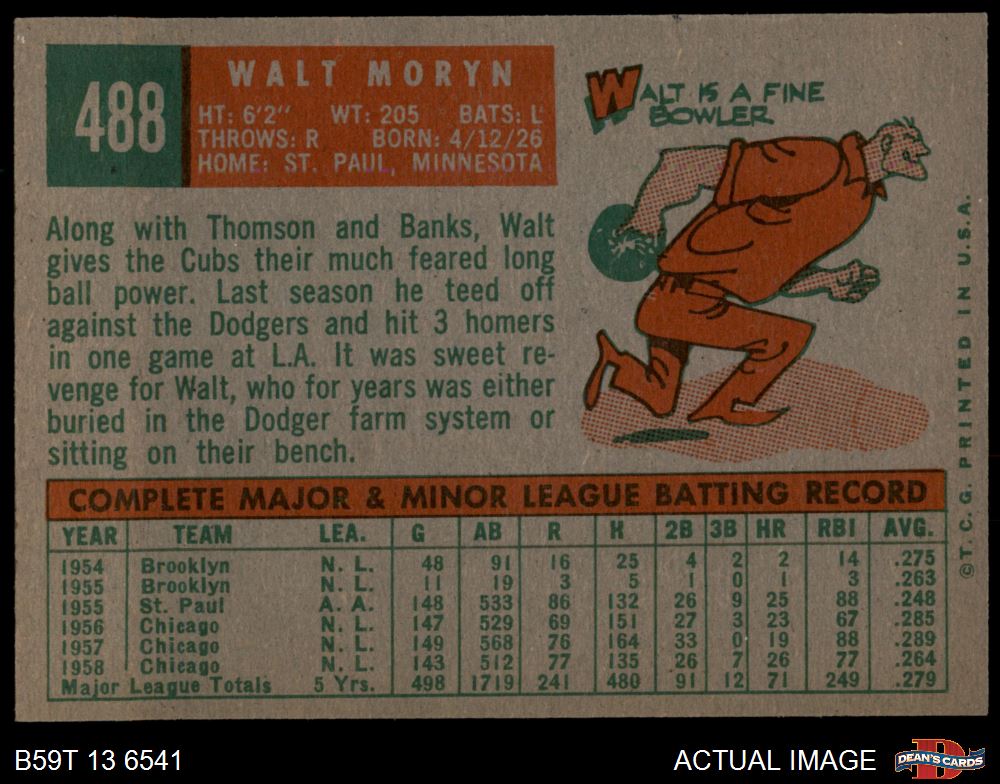 488
WALT MORYN
HT: 6'2" WT: 205 BATS: L
THROWS: R BORN: 4/12/26
HOME: ST. PAUL, MINNESOTA
WALT IS A FINE
BOWLER
Along with Thomson and Banks, Walt
gives the Cubs their much feared long
ball power. Last season he teed off
against the Dodgers and hit 3 homers
in one game at L.A. It was sweet re-
venge for Walt, who for years was either
buried in the Dodger farm system or
sitting on their bench.
COMPLETE MAJOR & MINOR LEAGUE BATTING RECORD
YEAR TEAM LEA. G AB R H 2B 3B HR RBI AVG.
1954 Brooklyn N. L. 48 91 16 25 4 2 2 14 .275
1955 Brooklyn N. L. 11 19 3 5 1 0 1 3 .263
1955 St. Paul A. A. 148 533 86 132 26 9 25 88 .248
1956 Chicago N. L. 147 529 69 151 27 3 23 67 .285
1957 Chicago N. L. 149 568 76 164 33 0 19 88 .289
1958 Chicago N. L. 143 512 77 135 26 7 26 77 .264
Major League Totals 5 Yrs. 498 1719 241 480 91 12 71 249 .279
©T. C. G. PRINTED IN U.S.A.
B59T 13 6541
ACTUAL IMAGE
DEAN'S CARDS